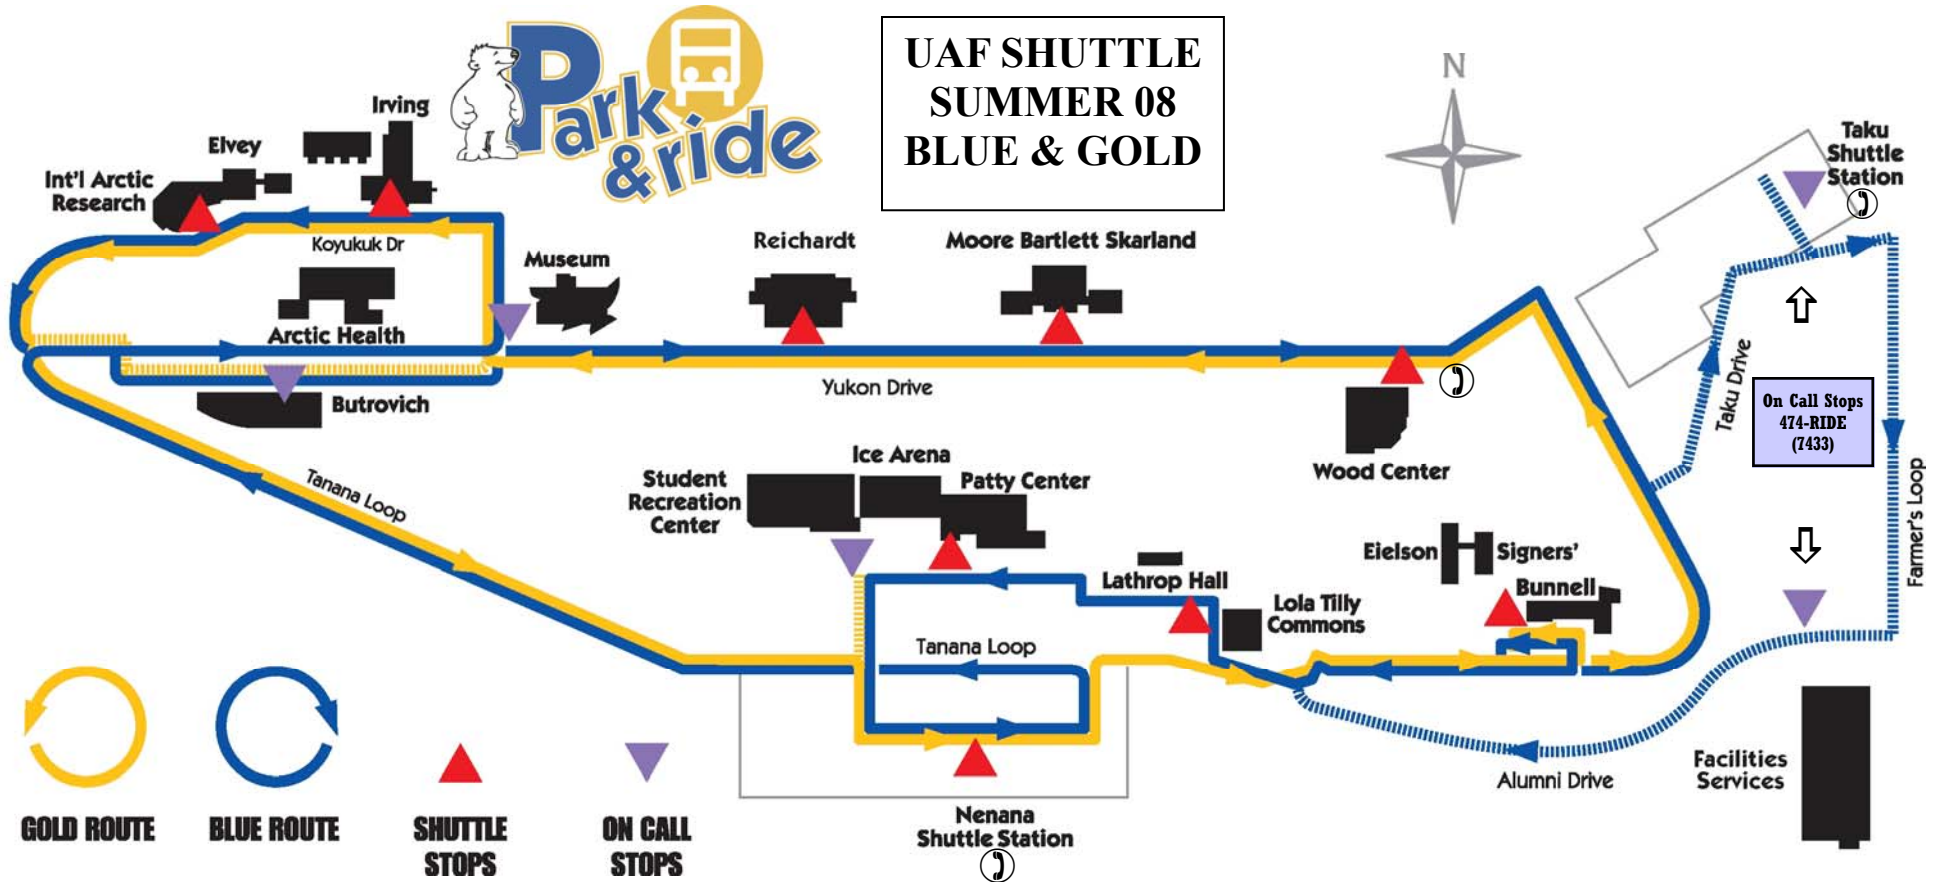 Park
&ride
UAF SHUTTLE
SUMMER 08
BLUE & GOLD
N
Taku
Shuttle
Station
Irving
Elvey
Int'l Arctic
Research
Koyukuk Dr
Museum
Reichardt
Moore Bartlett Skarland
Arctic Health
Butrovich
Yukon Drive
Wood Center
Taku Drive
On Call Stops
474-RIDE
(7433)
Farmer's Loop
Tanana Loop
Ice Arena
Student
Recreation
Center
Patty Center
Eielson
Signers'
Bunnell
Lathrop Hall
Lola Tilly
Commons
Tanana Loop
Alumni Drive
Facilities
Services
Nenana
Shuttle Station
GOLD ROUTE
BLUE ROUTE
SHUTTLE
STOPS
ON CALL
STOPS